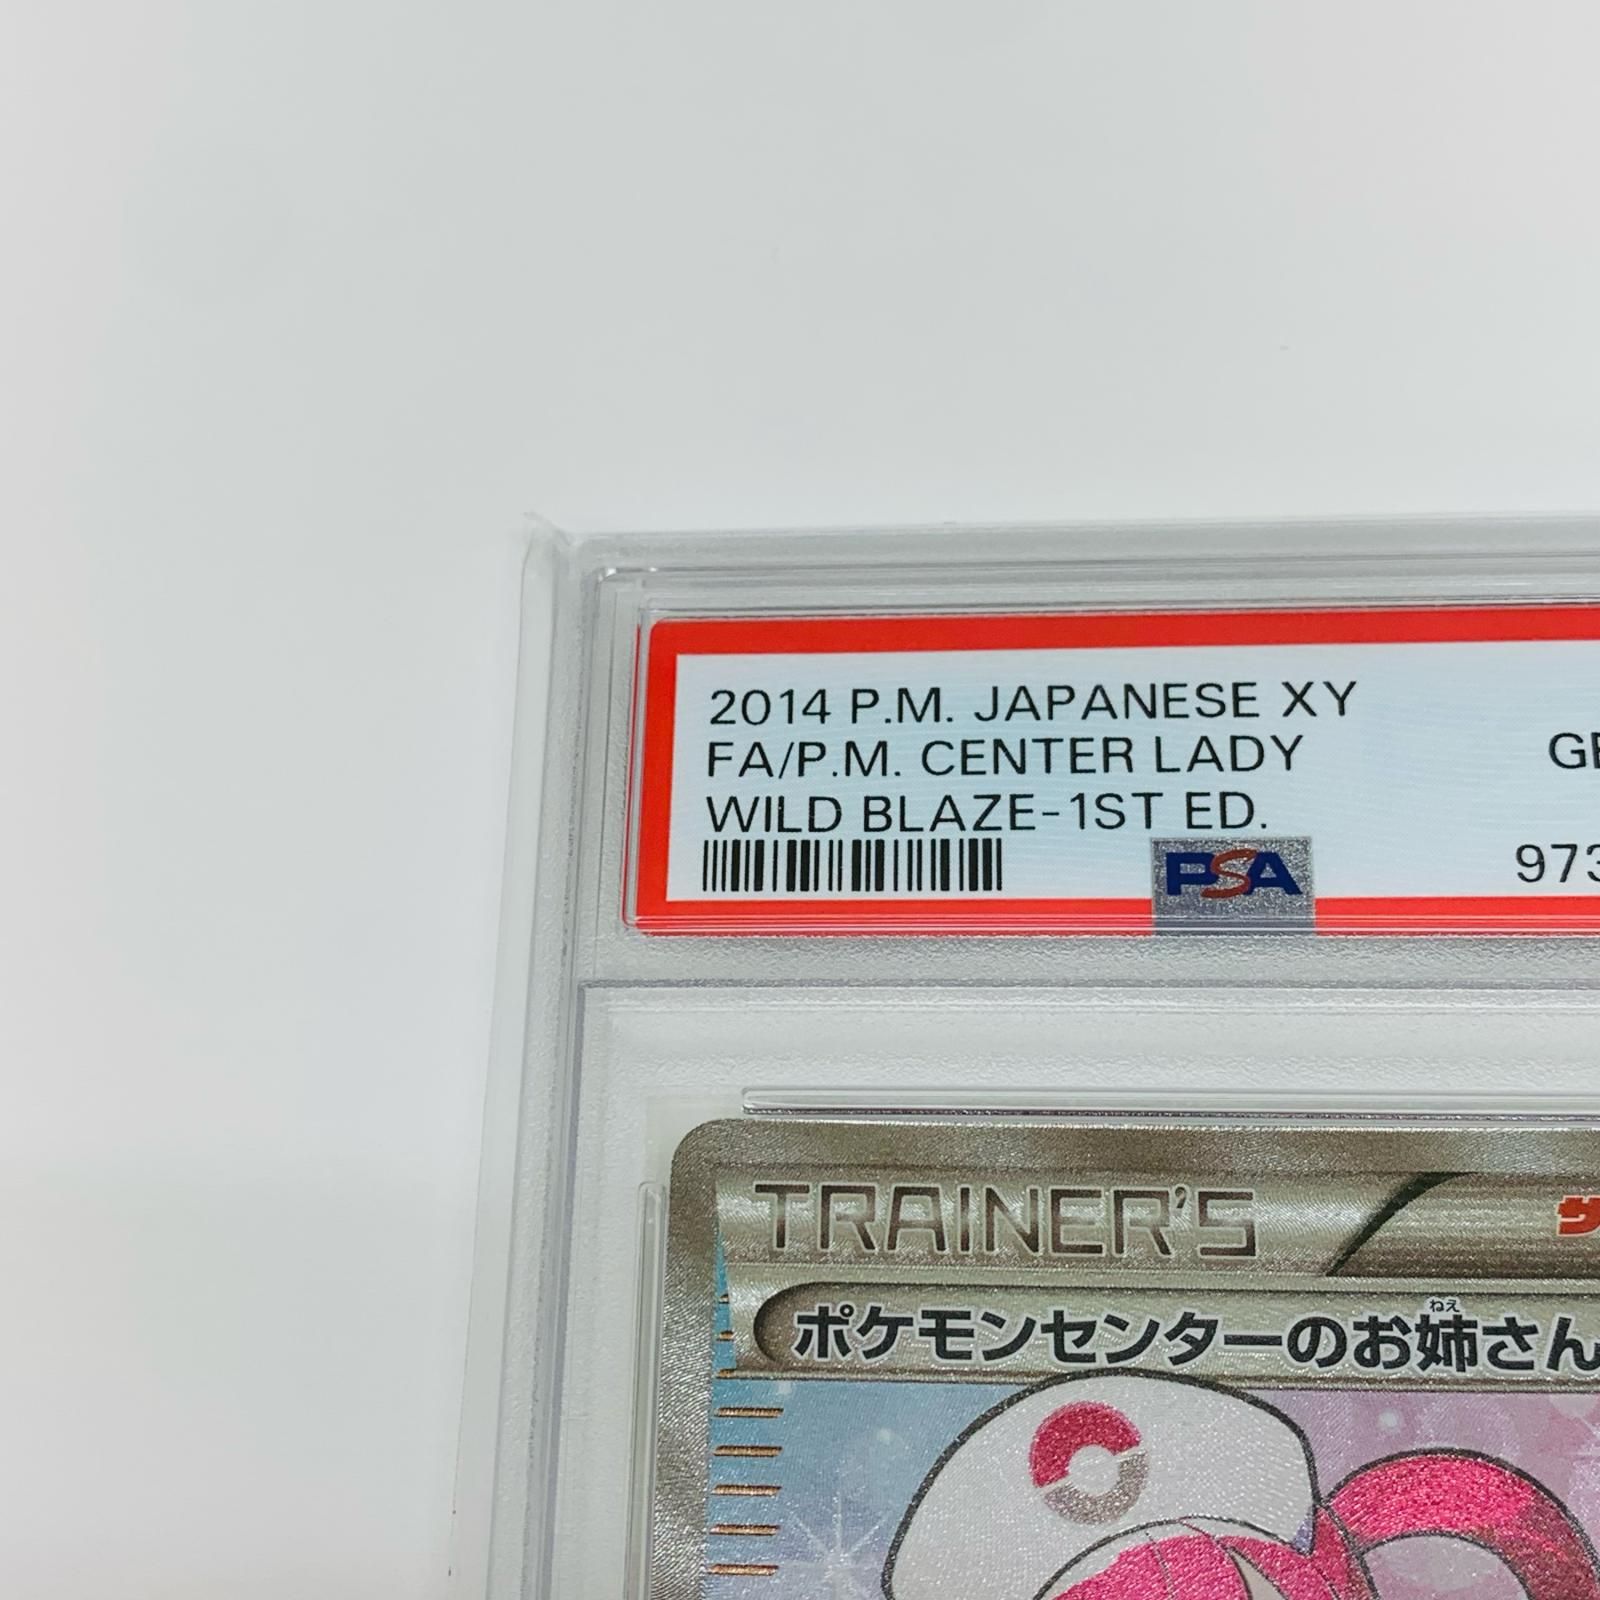 2014 P.M. JAPANESE XY
FA/P.M. CENTER LADY
WILD BLAZE-1ST ED.
PSA
TRAINER'S
ポケモンセンターのお姉さん
ねえ